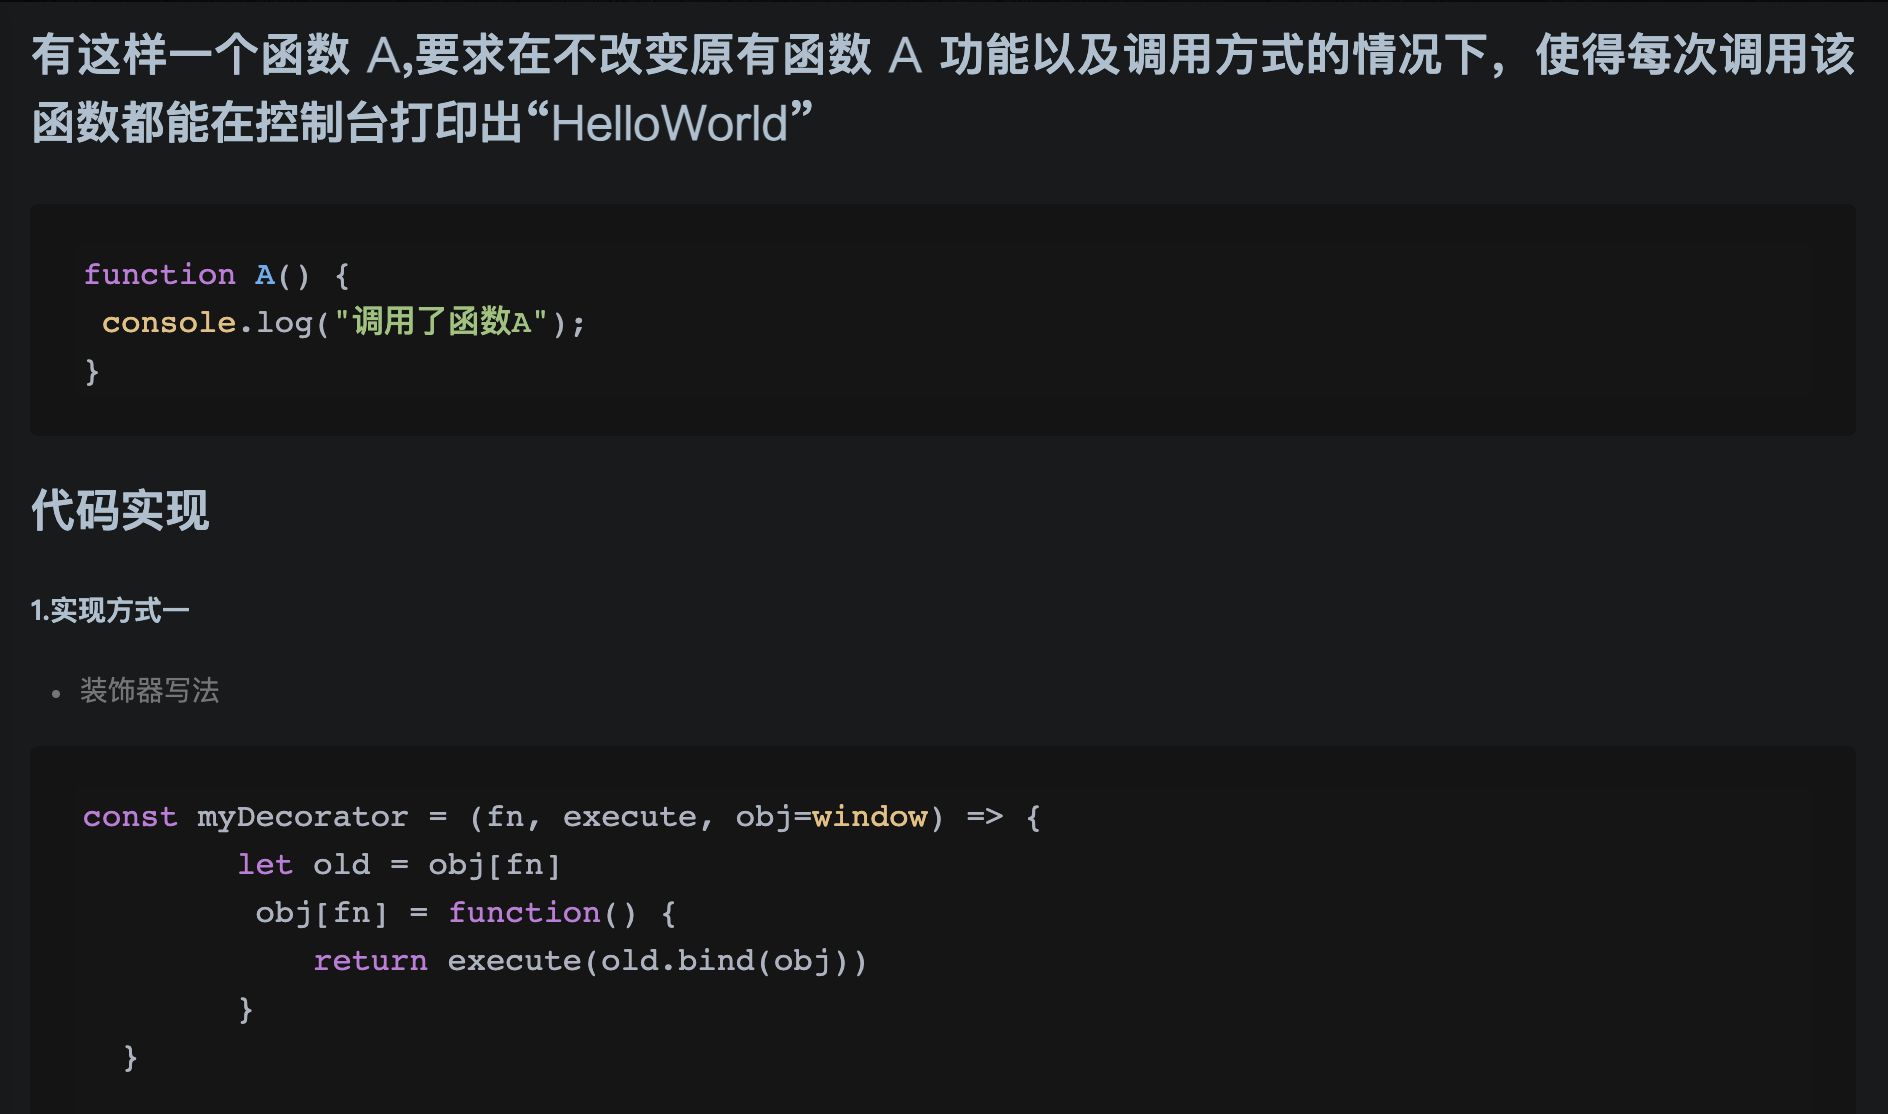 有这样一个函数 A,要求在不改变原有函数 A 功能以及调用方式的情况下，使得每次调用该
函数都能在控制台打印出“HelloWorld”
function A() {
 console.log("调用了函数A");
}
代码实现
1.实现方式一
• 装饰器写法
const myDecorator = (fn, execute, obj=window) => {
        let old = obj[fn]
         obj[fn] = function() {
            return execute(old.bind(obj))
        }
  }